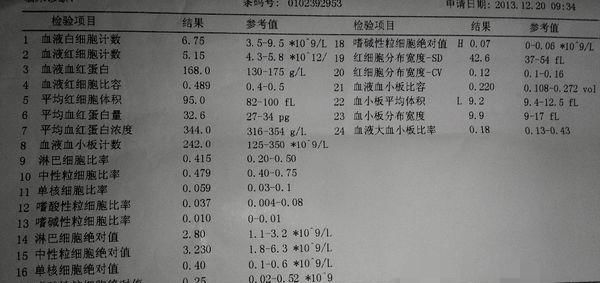 条码号: 0102392953 申请日期: 2013.12.20 09:34
检验项目 结果 参考值 检验项目 结果 参考值
1 血液白细胞计数 6.75 3.5-9.5 *10^9/L 18 嗜碱性粒细胞绝对值 H 0.07 0-0.06 *10^9/L
2 血液红细胞计数 5.15 4.3-5.8 *10^12/ 19 红细胞分布宽度-SD 42.6 37-54 fL
3 血液血红蛋白 168.0 130-175 g/L 20 红细胞分布宽度-CV 0.12 0.1-0.16
4 血液红细胞比容 0.489 0.4-0.5 21 血液血小板比容 0.220 0.108-0.272 vol
5 平均红细胞体积 95.0 82-100 fL 22 血小板平均体积 L 9.2 9.4-12.5 fL
6 平均血红蛋白量 32.6 27-34 pg 23 血小板分布宽度 9.9 9-17 fL
7 平均血红蛋白浓度 344.0 316-354 g/L 24 血液大血小板比率 0.18 0.13-0.43
8 血液血小板计数 242.0 125-350 *10^9/L
9 淋巴细胞比率 0.415 0.20-0.50
10 中性粒细胞比率 0.479 0.40-0.75
11 单核细胞比率 0.059 0.03-0.1
12 嗜酸性粒细胞比率 0.037 0.004-0.08
13 嗜碱性粒细胞比率 0.010 0-0.01
14 淋巴细胞绝对值 2.80 1.1-3.2 *10^9/L
15 中性粒细胞绝对值 3.230 1.8-6.3 *10^9/L
16 单核细胞绝对值 0.40 0.1-0.6 *10^9/L
0.25 0.02-0.52 *10^9